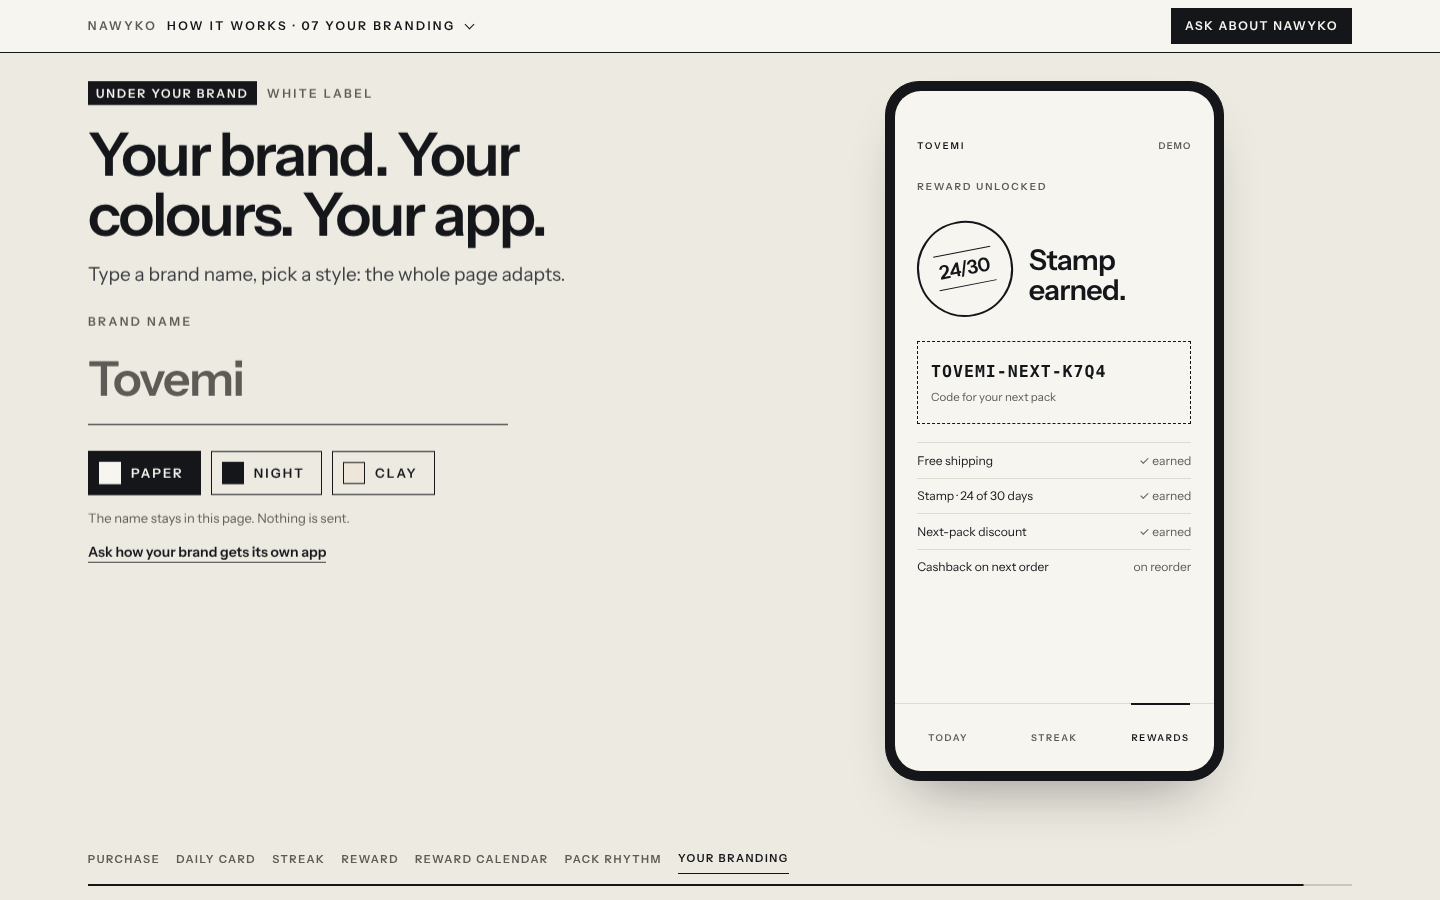 NAWYKO HOW IT WORKS · 07 YOUR BRANDING
ASK ABOUT NAWYKO
UNDER YOUR BRAND WHITE LABEL
Your brand. Your
colours. Your app.
Type a brand name, pick a style: the whole page adapts.
BRAND NAME
Tovemi
PAPER NIGHT CLAY
The name stays in this page. Nothing is sent.
Ask how your brand gets its own app
TOVEMI DEMO
REWARD UNLOCKED
24/30
Stamp
earned.
TOVEMI-NEXT-K7Q4
Code for your next pack
Free shipping ✓ earned
Stamp · 24 of 30 days ✓ earned
Next-pack discount ✓ earned
Cashback on next order on reorder
TODAY STREAK REWARDS
PURCHASE DAILY CARD STREAK REWARD REWARD CALENDAR PACK RHYTHM YOUR BRANDING